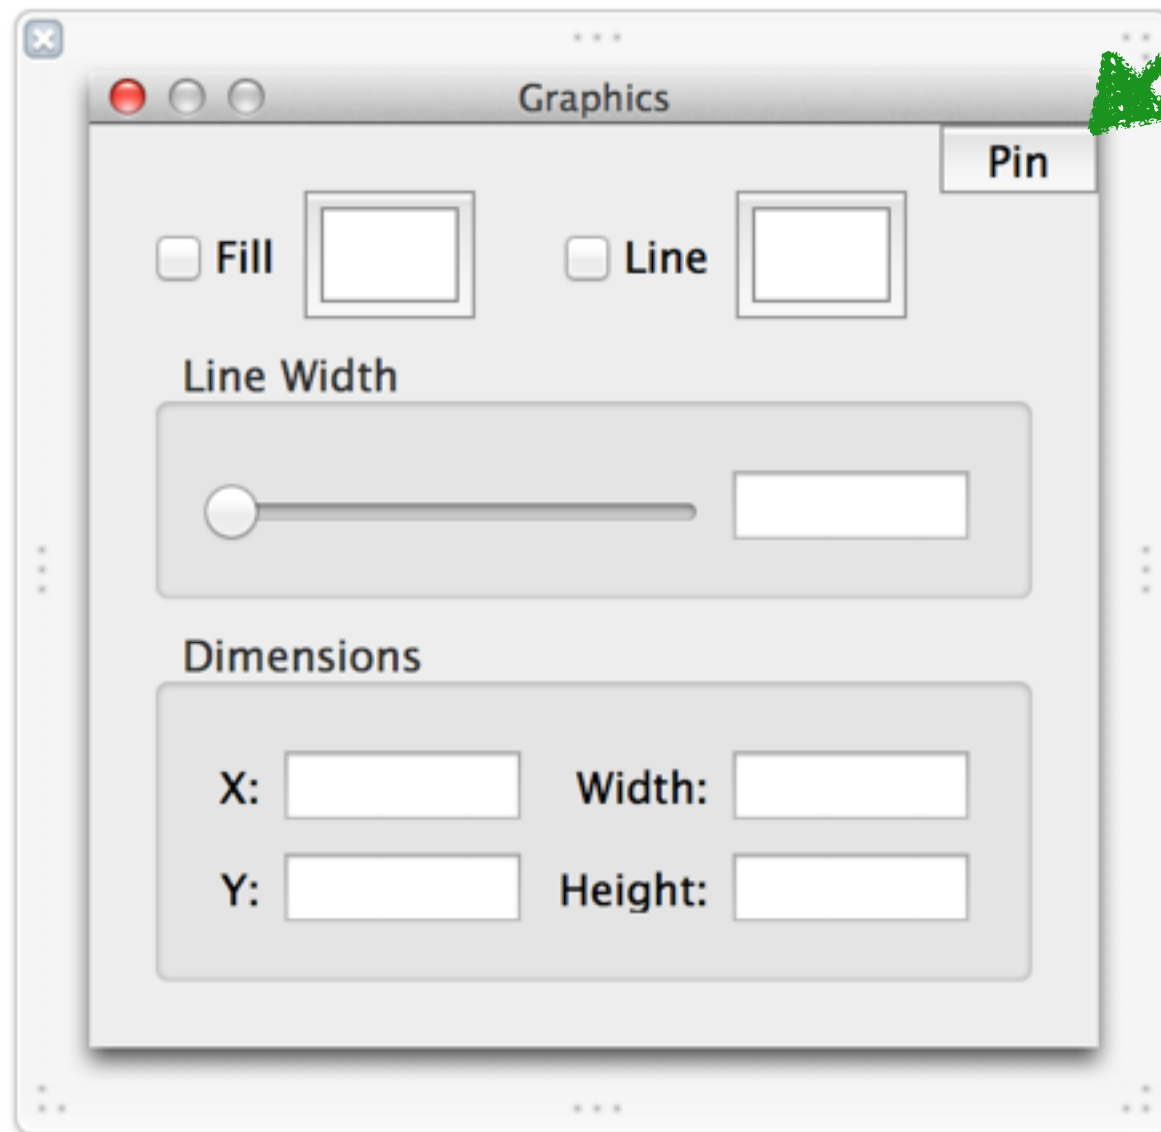 Graphics
Pin
Fill
Line
Line Width
Dimensions
X:
Width:
Y:
Height: